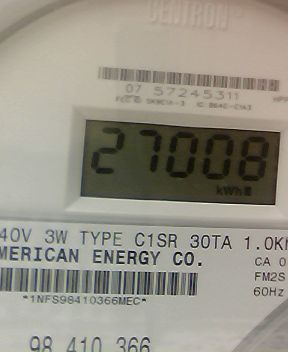 CENTRON
07 57245311
27008
kWh
40V 3W TYPE C1SR 30TA 1.0Kh
MERICAN ENERGY CO.
CA 0
FM2S
*1NFS98410366MEC*
60Hz
98 410 366